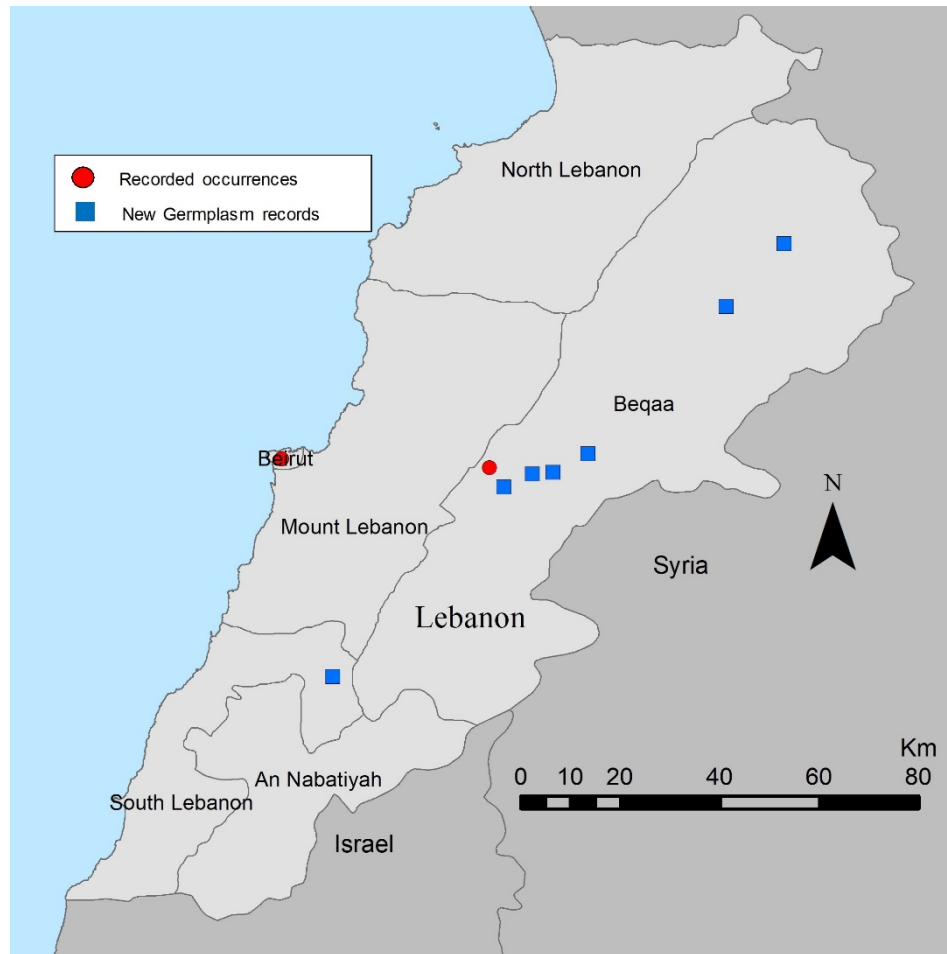 North Lebanon
Recorded occurrences
New Germplasm records
Beqaa
Beirut
Mount Lebanon
N
Syria
Lebanon
Km
0 10 20 40 60 80
An Nabatiyah
South Lebanon
Israel